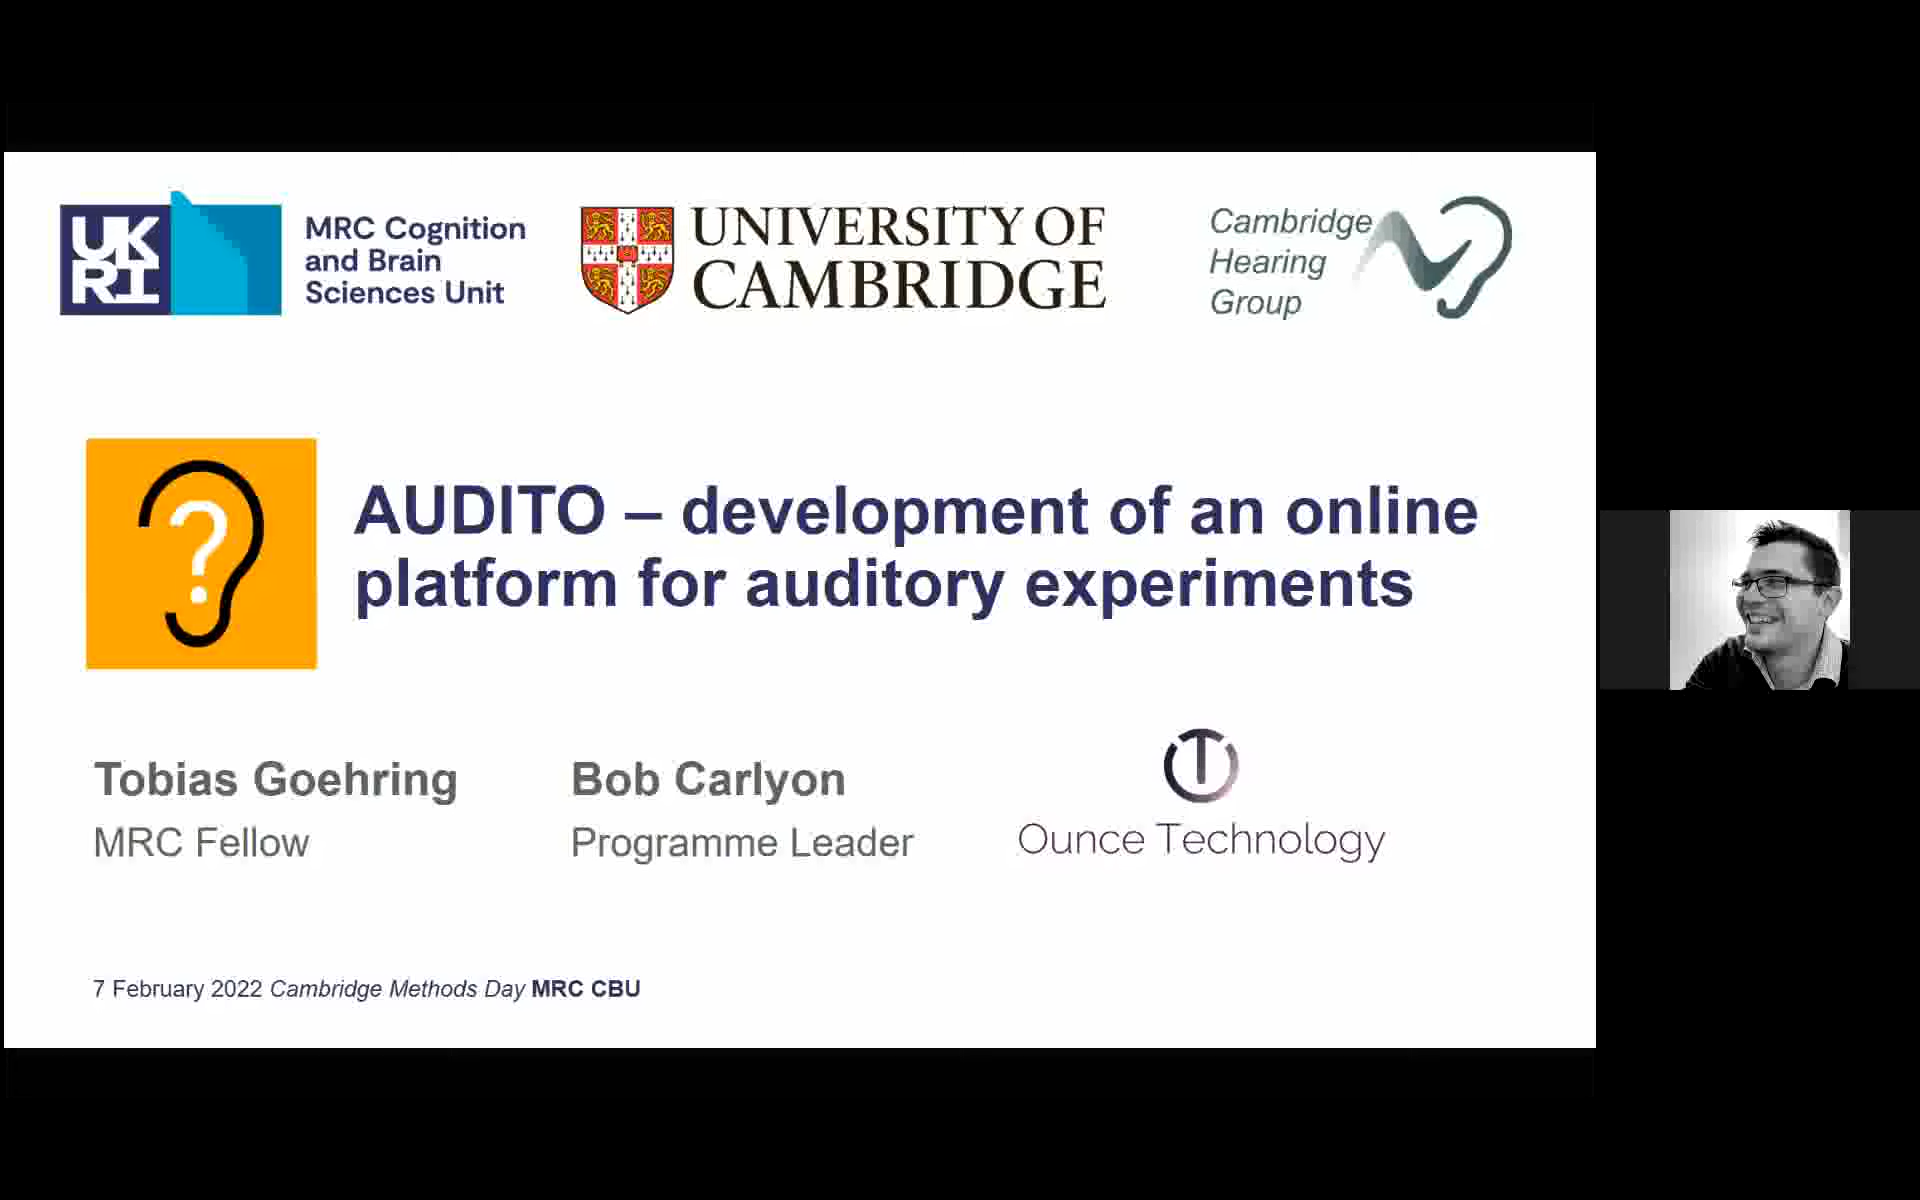 UK
RI
MRC Cognition
and Brain
Sciences Unit
UNIVERSITY OF
CAMBRIDGE
Cambridge
Hearing
Group
?
AUDITO – development of an online
platform for auditory experiments
Tobias Goehring
MRC Fellow
Bob Carlyon
Programme Leader
Ounce Technology
7 February 2022 Cambridge Methods Day MRC CBU